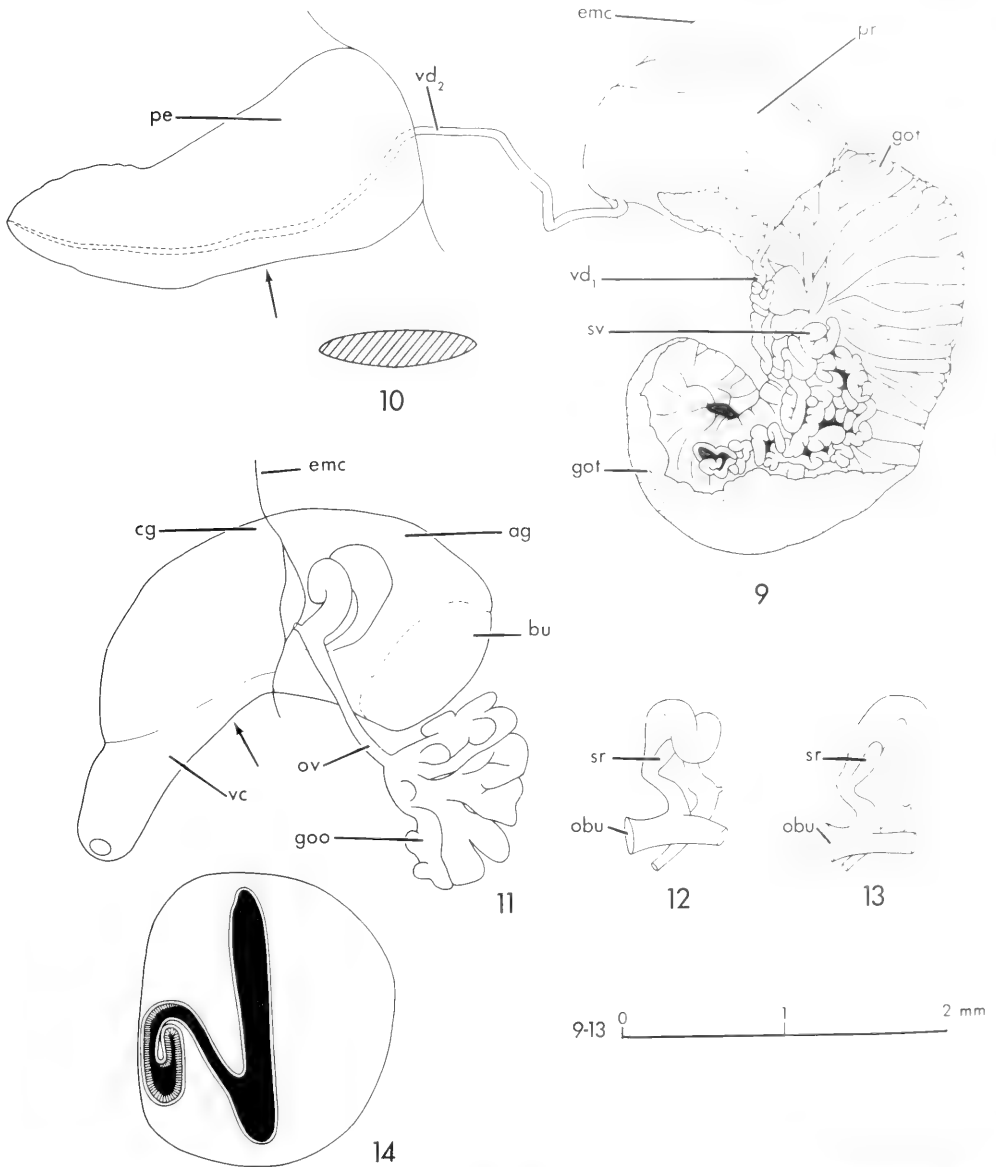 emc
pr
vd₂
pe
got
vd₁
sv
10
got
emc
cg
ag
9
bu
sr
sr
ov
vc
obu
obu
goo
11
12
13
0 1 2 mm
9-13
14